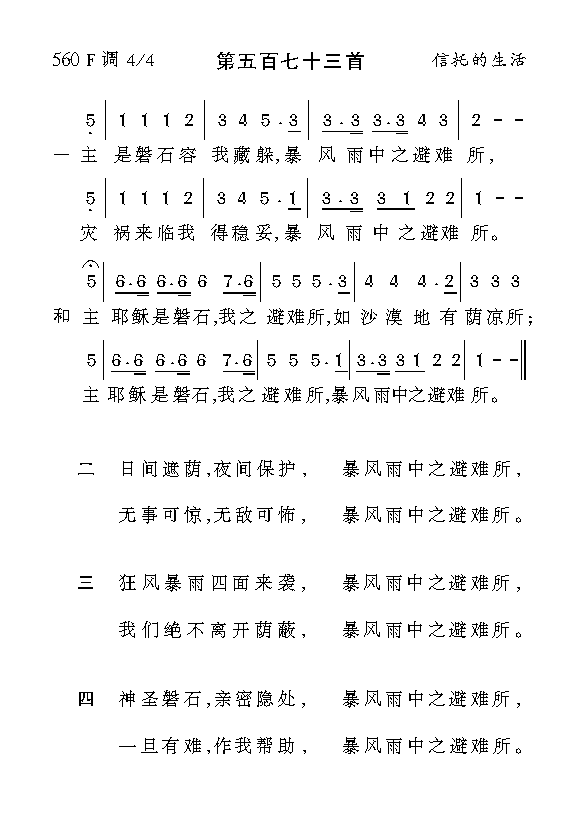 560 F 调 4/4 第五百七十三首 信托的生活
5 | 1 1 1 2 | 3 4 5 . 3 | 3 . 3 3 . 3 4 3 | 2 - -
一 主 是磐石容 我藏躲,暴 风 雨中之避难 所,
5 | 1 1 1 2 | 3 4 5 . 1 | 3 . 3 3 1 2 2 | 1 - -
灾 祸来临我 得稳妥,暴 风 雨中之避难 所。
5 | 6 . 6 6 . 6 6 7 . 6 | 5 5 5 . 3 | 4 4 4 . 2 | 3 3 3
和 主 耶稣是磐石,我之 避难所,如 沙漠地有荫凉所;
5 | 6 . 6 6 . 6 6 7 . 6 | 5 5 5 . 1 | 3 . 3 3 1 2 2 | 1 - - ||
主 耶稣是磐石,我之 避难所,暴风雨中之避难所。
二 日间遮荫,夜间保护, 暴风雨中之避难所,
无事可惊,无敌可怖, 暴风雨中之避难所。
三 狂风暴雨四面来袭, 暴风雨中之避难所,
我们绝不离开荫蔽, 暴风雨中之避难所。
四 神圣磐石,亲密隐处, 暴风雨中之避难所,
一旦有难,作我帮助, 暴风雨中之避难所。